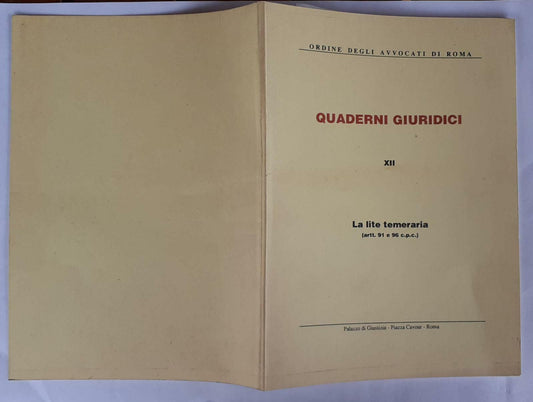 ORDINE DEGLI AVVOCATI DI ROMA
QUADERNI GIURIDICI
XII
La lite temeraria
(artt. 91 e 96 c.p.c.)
Palazzo di Giustizia - Piazza Cavour - Roma